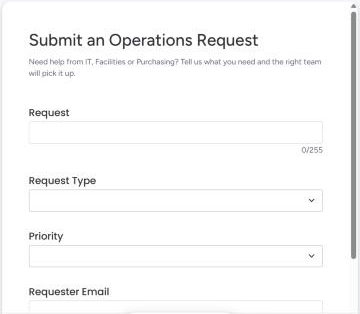 Submit an Operations Request
Need help from IT, Facilities or Purchasing? Tell us what you need and the right team
will pick it up.
Request
0/255
Request Type
Priority
Requester Email